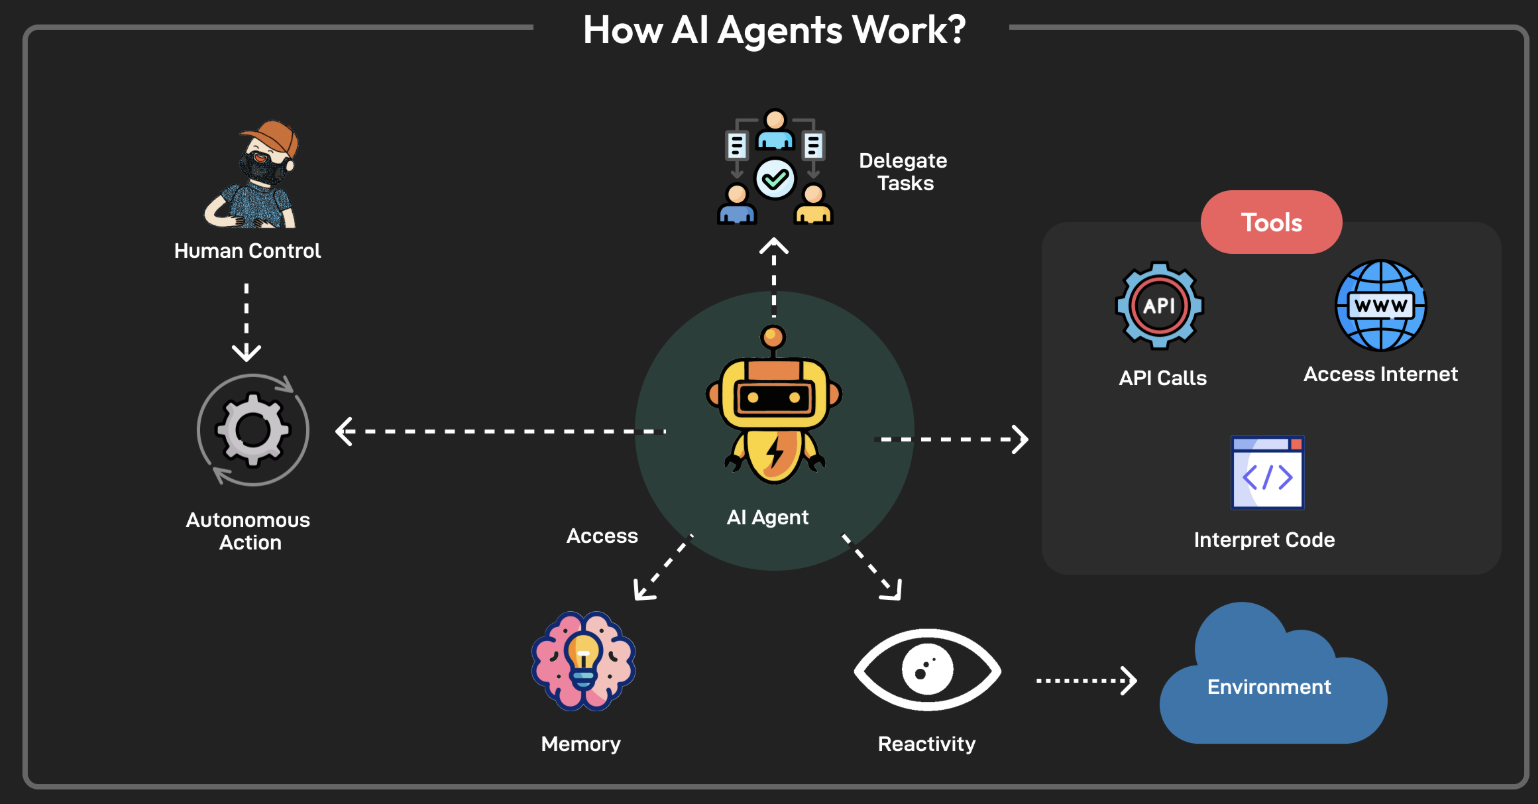 How AI Agents Work?
Delegate
Tasks
Human Control
Tools
API
WWW
API Calls
Access Internet
AI Agent
Autonomous
Action
Access
</>
Interpret Code
Memory
Reactivity
Environment